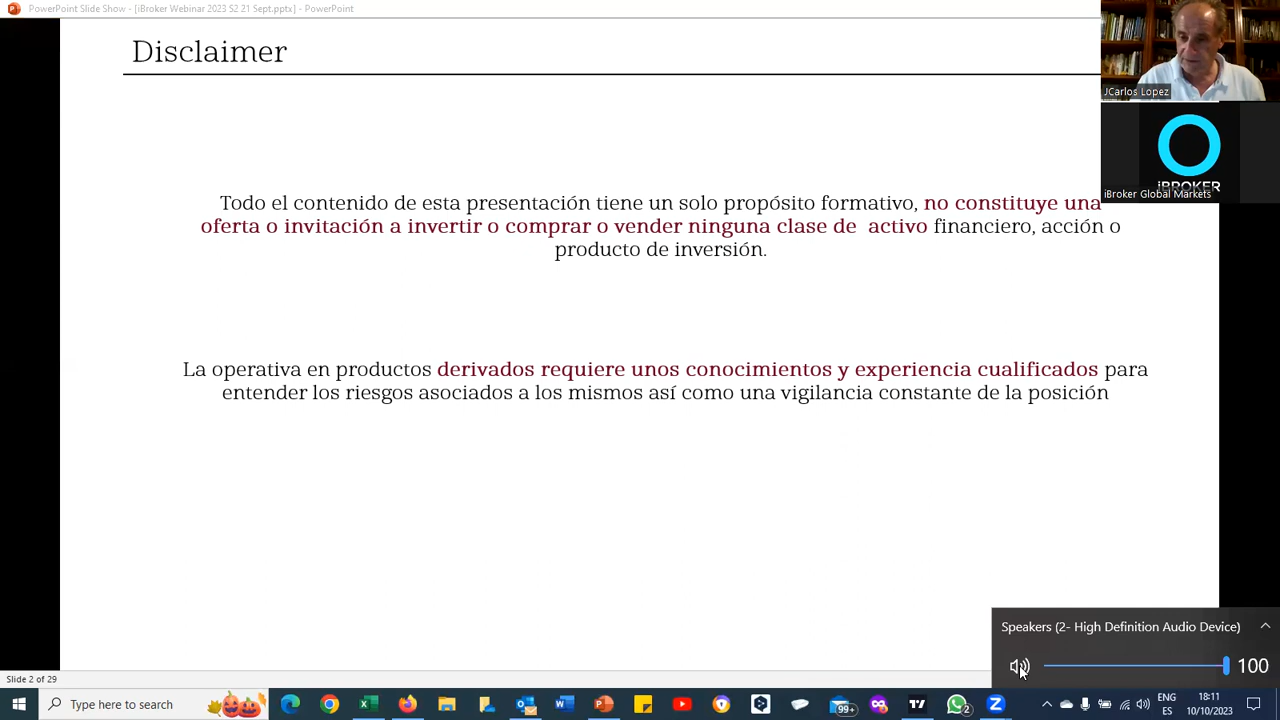 PowerPoint Slide Show - [iBroker Webinar 2023 S2 21 Sept.pptx] - PowerPoint
Disclaimer
JCarlos Lopez
iBROKER
iBroker Global Markets
Todo el contenido de esta presentación tiene un solo propósito formativo, no constituye una
oferta o invitación a invertir o comprar o vender ninguna clase de activo financiero, acción o
producto de inversión.
La operativa en productos derivados requiere unos conocimientos y experiencia cualificados para
entender los riesgos asociados a los mismos así como una vigilancia constante de la posición
Speakers (2- High Definition Audio Device)
100
Slide 2 of 29
Type here to search
99+
2
ENG
ES
18:11
10/10/2023